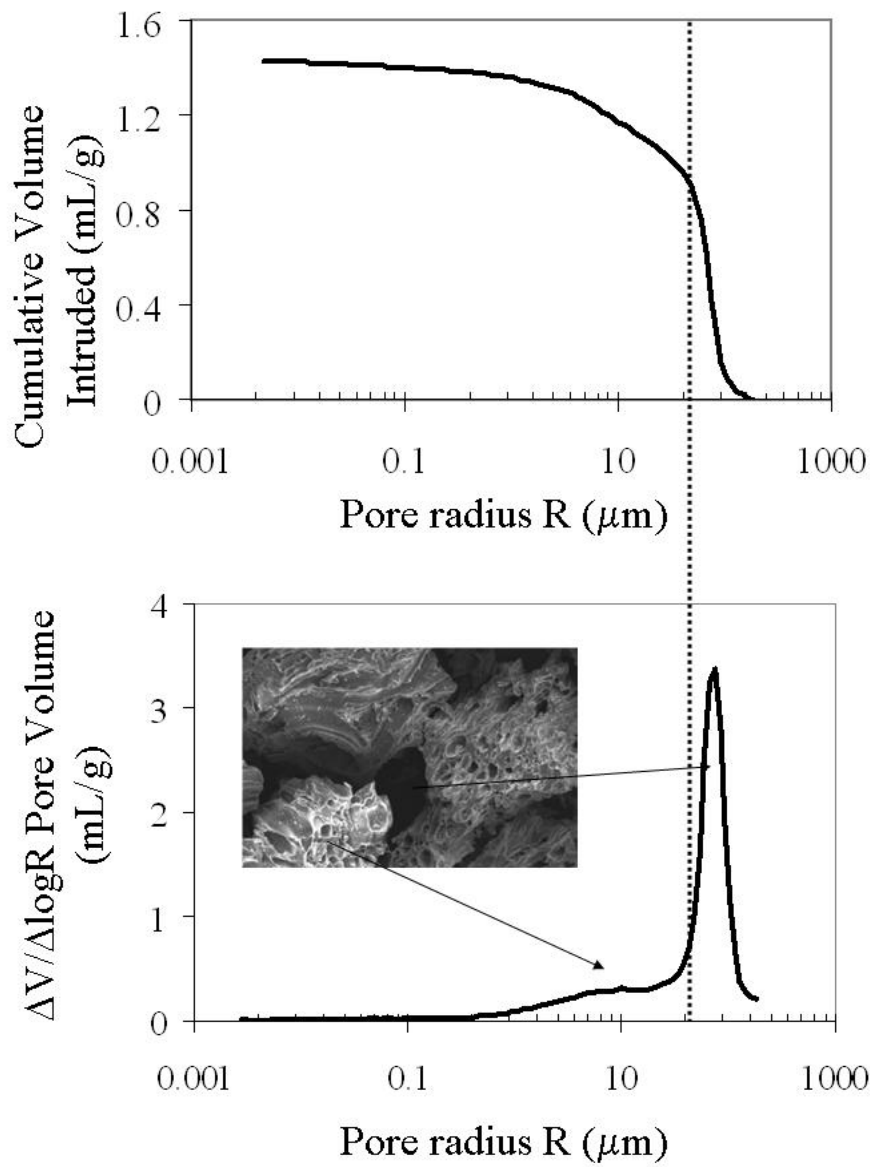 1.6
1.2
0.8
0.4
0
Cumulative Volume
Intruded (mL/g)
0.001 0.1 10 1000
Pore radius R (μm)
4
3
2
1
0
ΔV/ΔlogR Pore Volume
(mL/g)
0.001 0.1 10 1000
Pore radius R (μm)